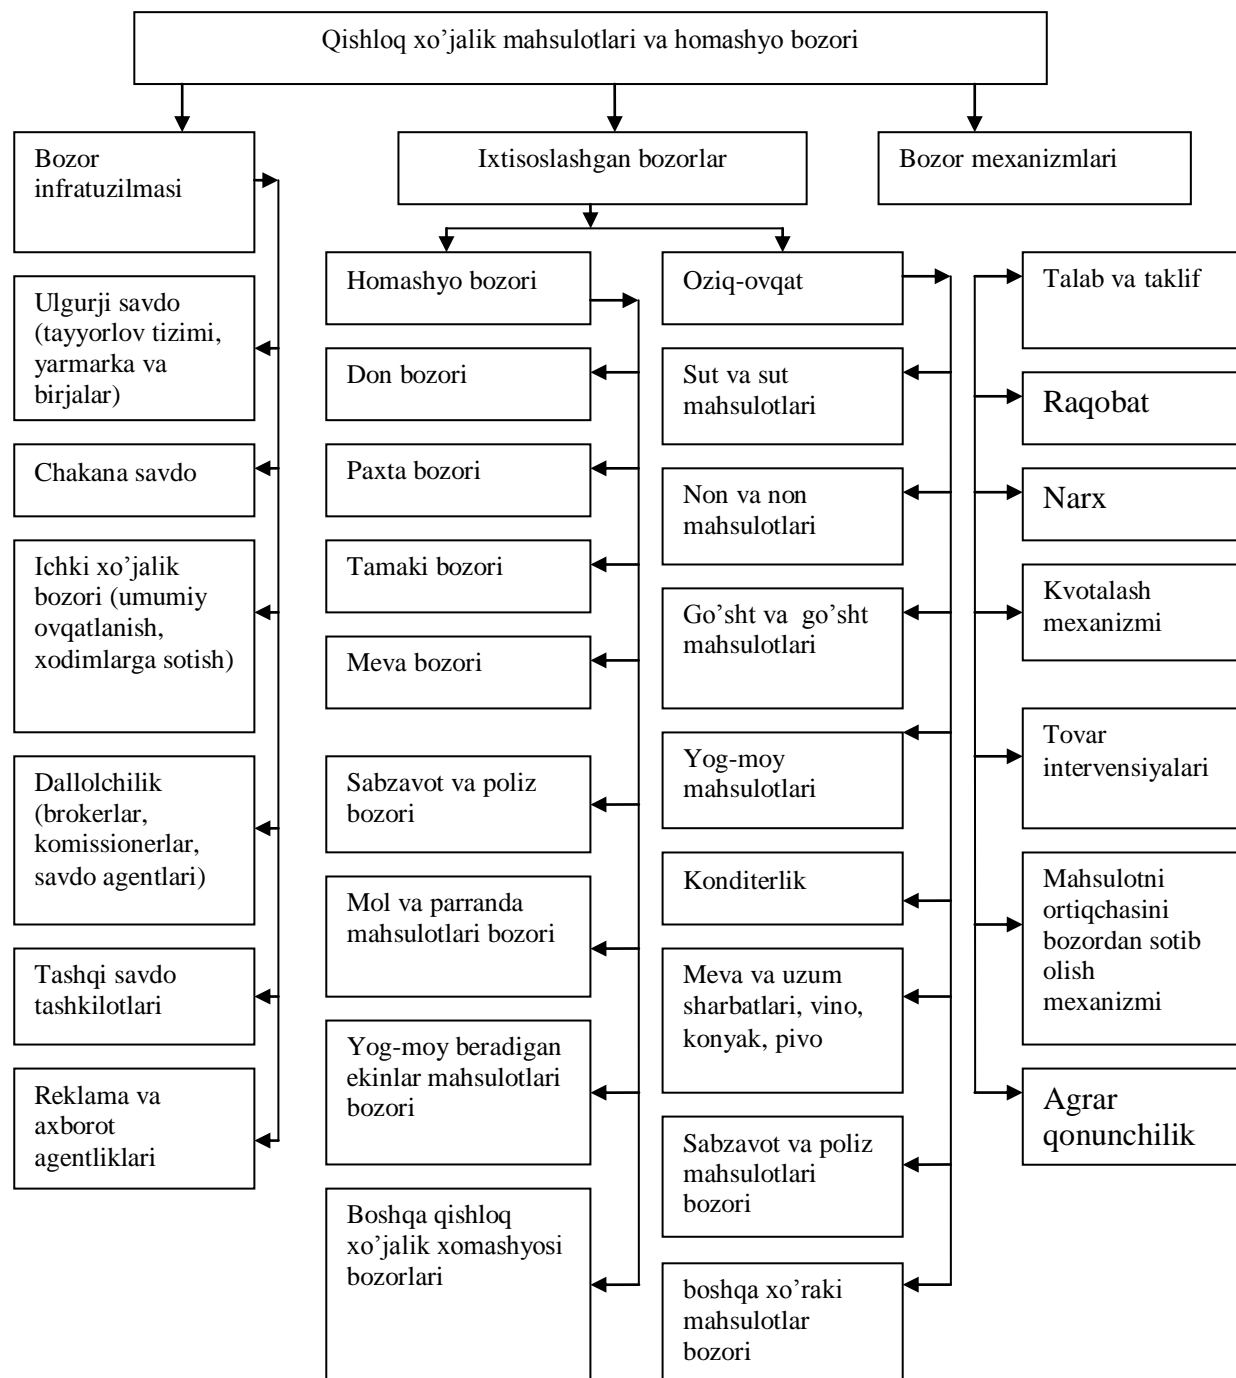 Qishloq xo’jalik mahsulotlari va homashyo bozori
Bozor
infratuzilmasi
Ixtisoslashgan bozorlar
Bozor mexanizmlari
Ulgurji savdo
(tayyorlov tizimi,
yarmarka va
birjalar)
Chakana savdo
Ichki xo’jalik
bozori (umumiy
ovqatlanish,
xodimlarga sotish)
Dallolchilik
(brokerlar,
komissionerlar,
savdo agentlari)
Tashqi savdo
tashkilotlari
Reklama va
axborot
agentliklari
Homashyo bozori
Don bozori
Paxta bozori
Tamaki bozori
Meva bozori
Sabzavot va poliz
bozori
Mol va parranda
mahsulotlari bozori
Yog-moy beradigan
ekinlar mahsulotlari
bozori
Boshqa qishloq
xo’jalik xomashyosi
bozorlari
Oziq-ovqat
Sut va sut
mahsulotlari
Non va non
mahsulotlari
Go’sht va go’sht
mahsulotlari
Yog-moy
mahsulotlari
Konditerlik
Meva va uzum
sharbatlari, vino,
konyak, pivo
Sabzavot va poliz
mahsulotlari
bozori
boshqa xo’raki
mahsulotlar
bozori
Talab va taklif
Raqobat
Narx
Kvotalash
mexanizmi
Tovar
intervensiyalari
Mahsulotni
ortiqchasini
bozordan sotib
olish
mexanizmi
Agrar
qonunchilik